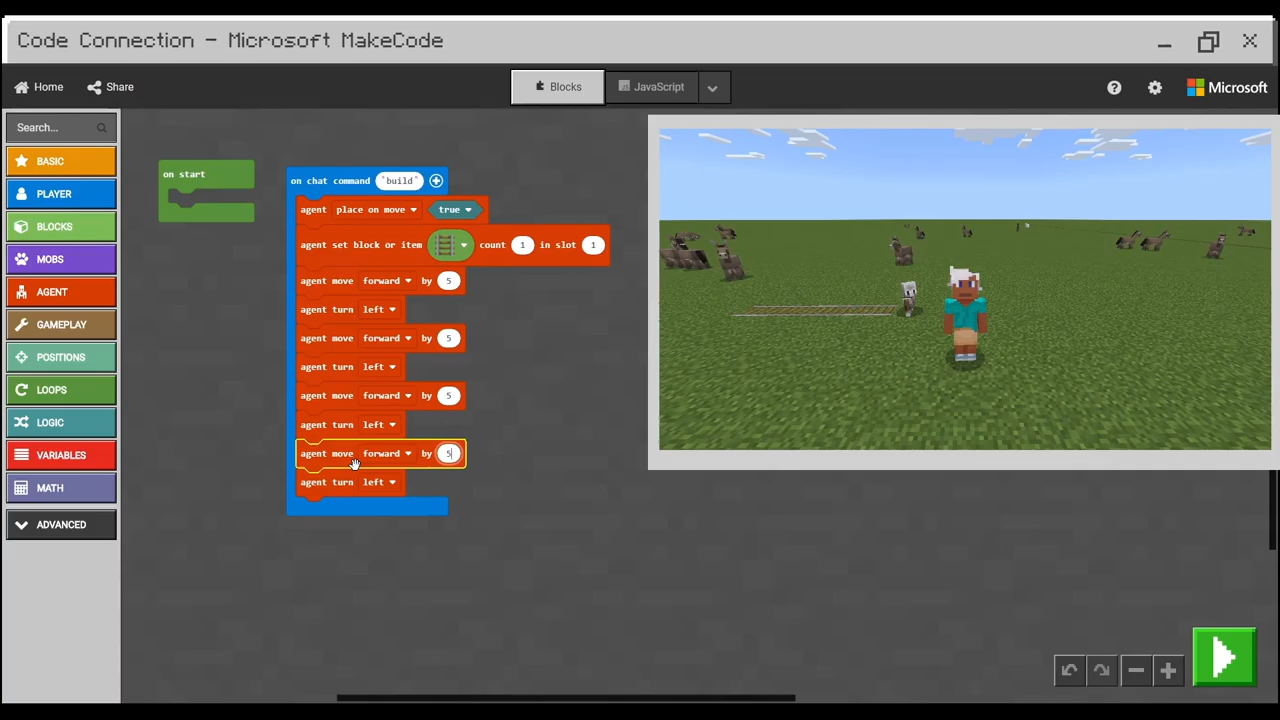 Code Connection - Microsoft MakeCode
Home Share Blocks JavaScript Microsoft
Search...
BASIC
PLAYER
BLOCKS
MOBS
AGENT
GAMEPLAY
POSITIONS
LOOPS
LOGIC
VARIABLES
MATH
ADVANCED
on start
on chat command "build"
agent place on move true
agent set block or item count 1 in slot 1
agent move forward by 5
agent turn left
agent move forward by 5
agent turn left
agent move forward by 5
agent turn left
agent move forward by 5
agent turn left